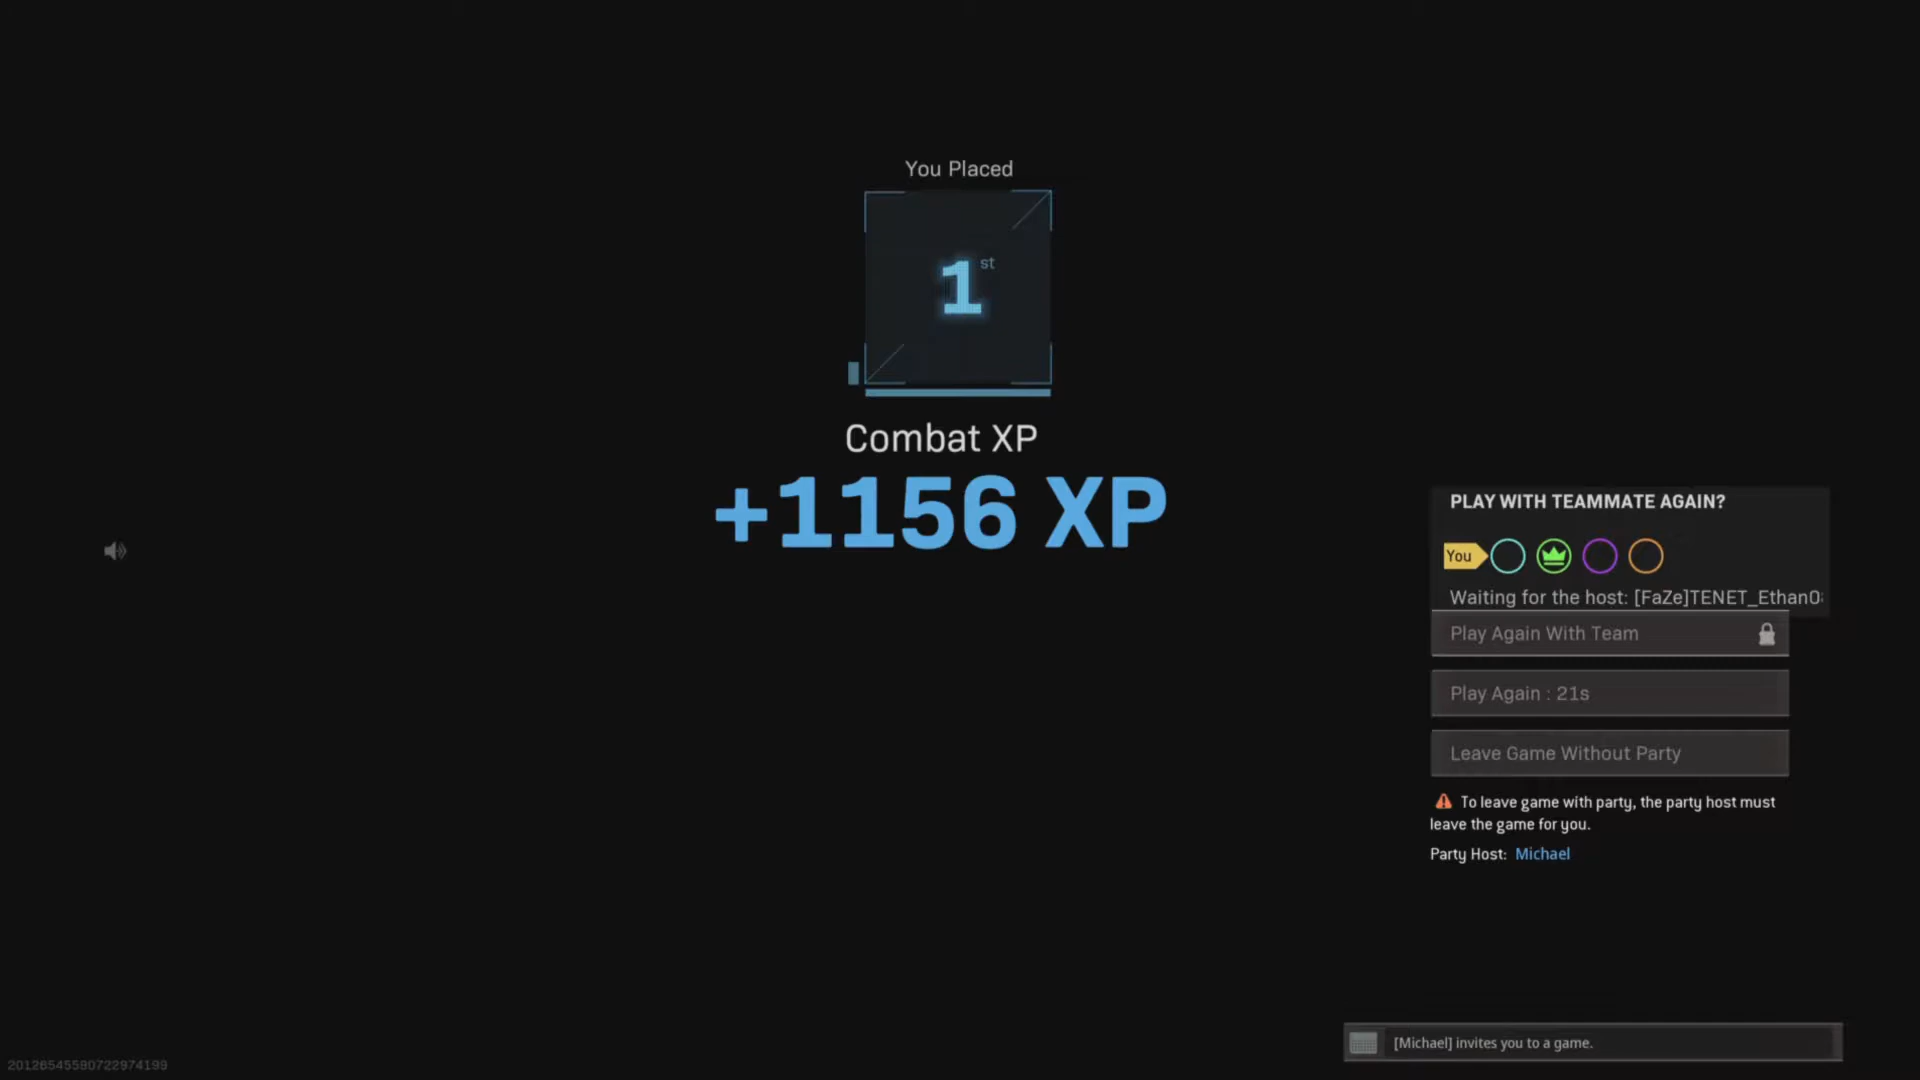 You Placed
1st
Combat XP
+1156 XP
PLAY WITH TEAMMATE AGAIN?
You
Waiting for the host: [FaZe]TENET_Ethan0
Play Again With Team
Play Again : 21s
Leave Game Without Party
To leave game with party, the party host must
leave the game for you.
Party Host: Michael
[Michael] invites you to a game.
20126545590722974199